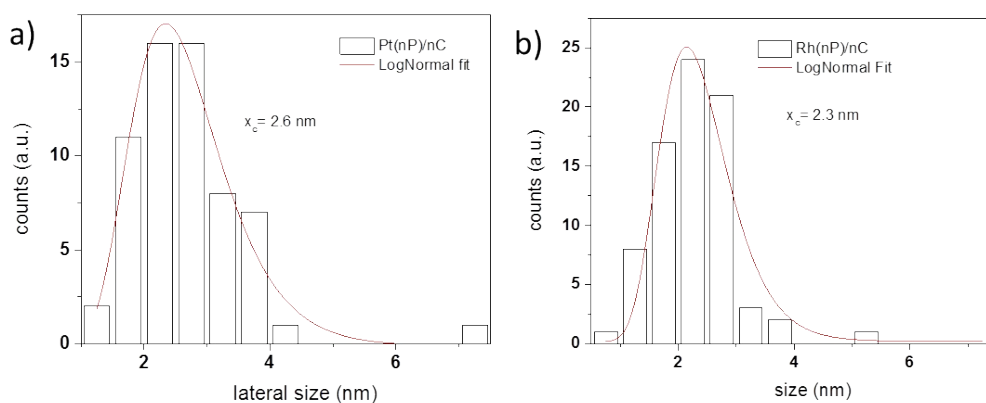 a)
Pt(nP)/nC
LogNormal fit
x_c= 2.6 nm
counts (a.u.)
15
10
5
0
2
4
6
lateral size (nm)
b)
Rh(nP)/nC
LogNormal Fit
x_c= 2.3 nm
counts (a.u.)
25
20
15
10
5
0
2
4
6
size (nm)